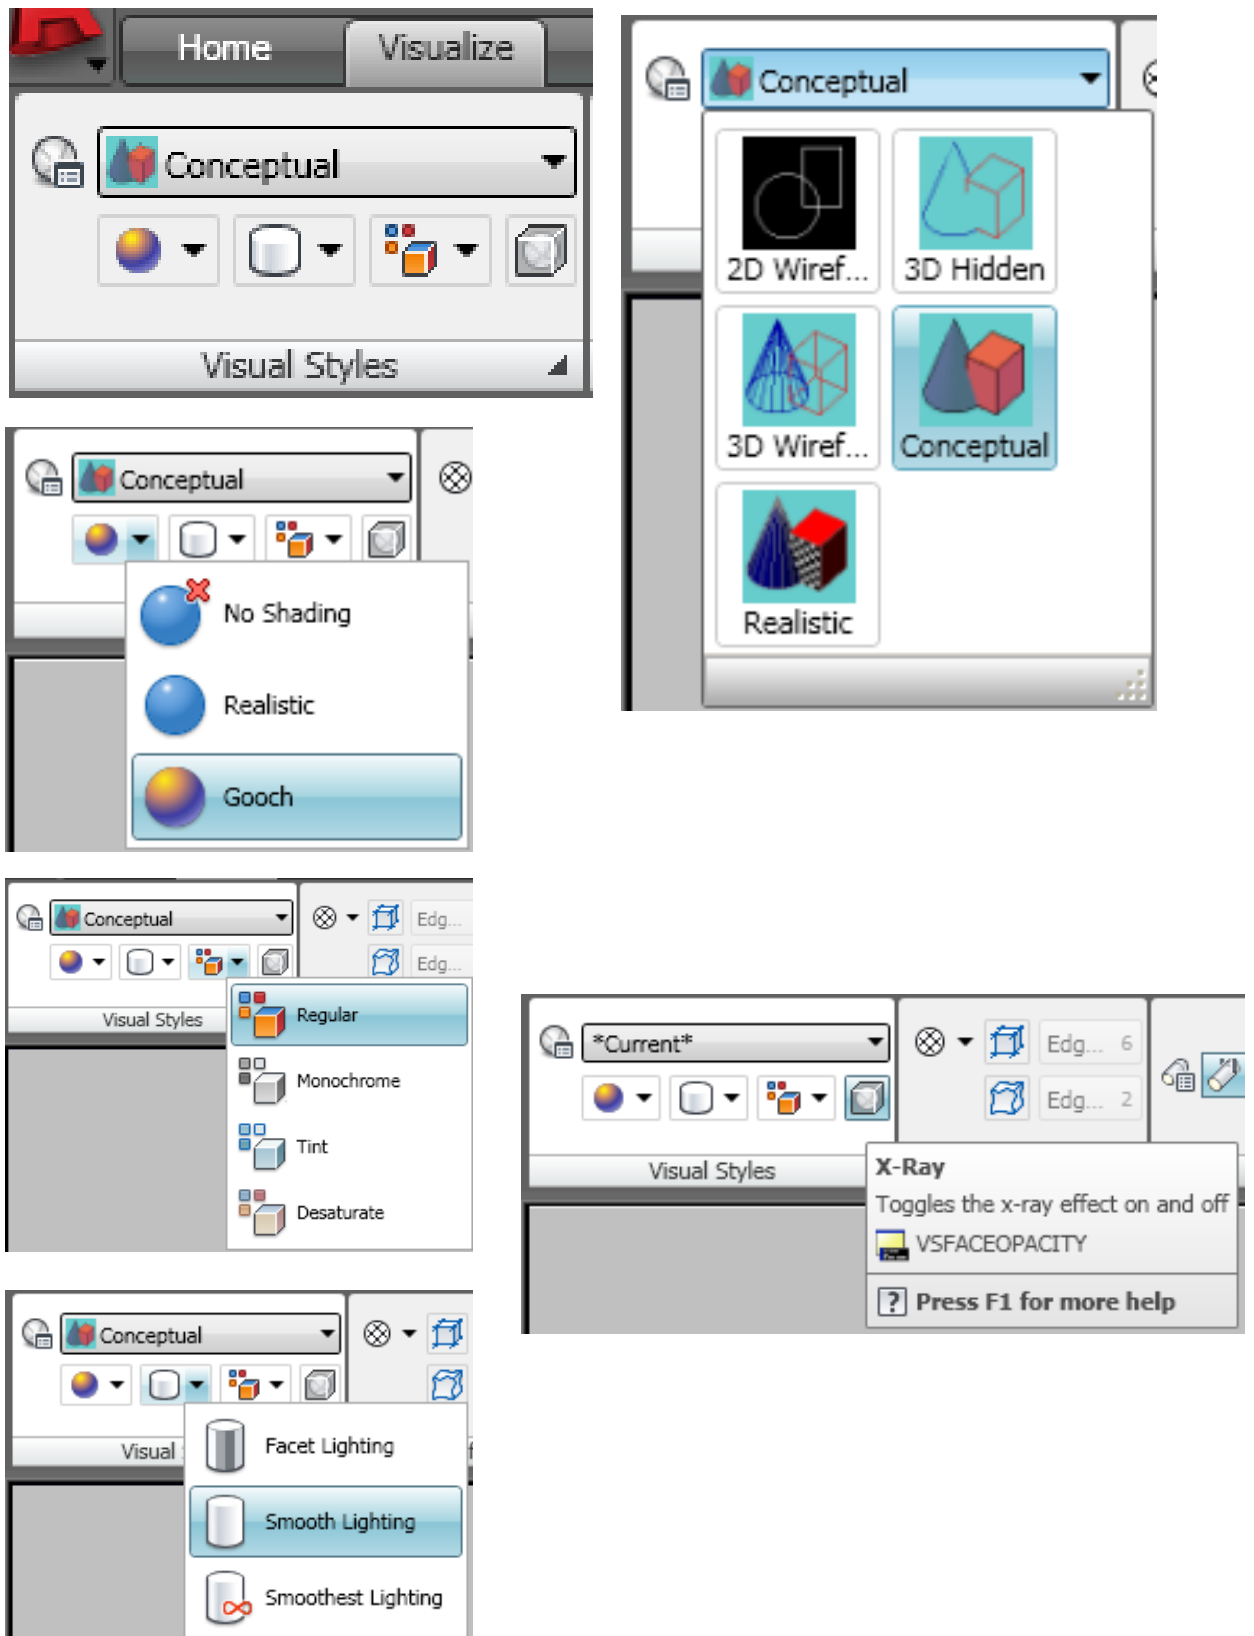 Home
Visualize
Conceptual
Visual Styles
Conceptual
2D Wiref...
3D Hidden
3D Wiref...
Conceptual
Realistic
Conceptual
No Shading
Realistic
Gooch
Conceptual
Edg...
Edg...
Visual Styles
Regular
Monochrome
Tint
Desaturate
*Current*
Edg... 6
Edg... 2
Visual Styles
X-Ray
Toggles the x-ray effect on and off
VSFACEOPACITY
? Press F1 for more help
Conceptual
Visual
Facet Lighting
Smooth Lighting
Smoothest Lighting